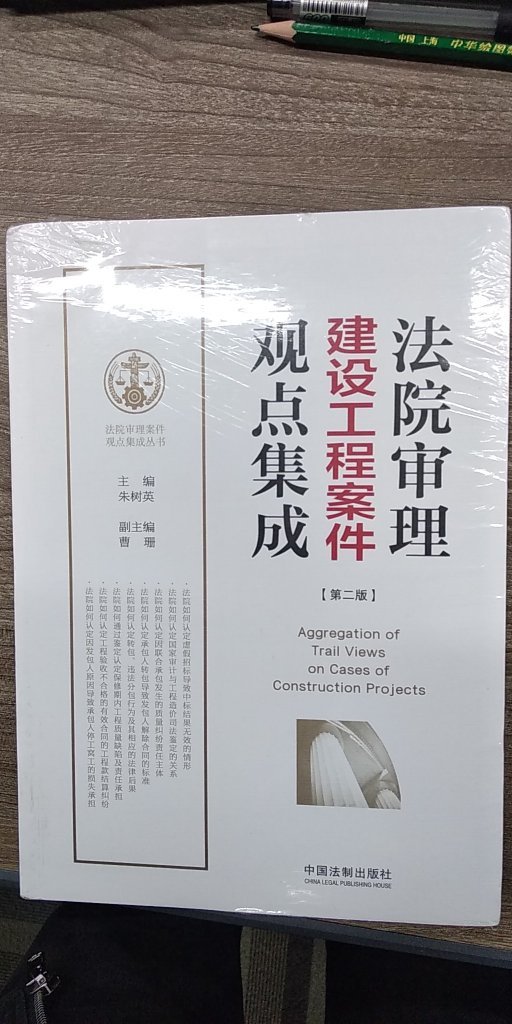 中国 上海 中华绘图
法院审理
建设工程案件
观点集成
【第二版】
Aggregation of
Trail Views
on Cases of
Construction Projects
法院审理案件
观点集成丛书
主 编
朱树英
副主编
曹 珊
·法院如何认定虚假招标导致中标结果无效的情形
·法院如何认定国家审计与工程造价司法鉴定的关系
·法院如何认定因联合承包发生的质量纠纷责任主体
·法院如何认定承包人转包导致发包人解除合同的标准
·法院如何认定转包、违法分包行为及其相应的法律后果
·法院如何通过鉴定认定保修期内工程质量缺陷及责任承担
·法院如何认定工程验收不合格的有效合同的工程款结算纠纷
·法院如何认定因发包人原因导致承包人停工窝工的损失承担
中国法制出版社
CHINA LEGAL PUBLISHING HOUSE